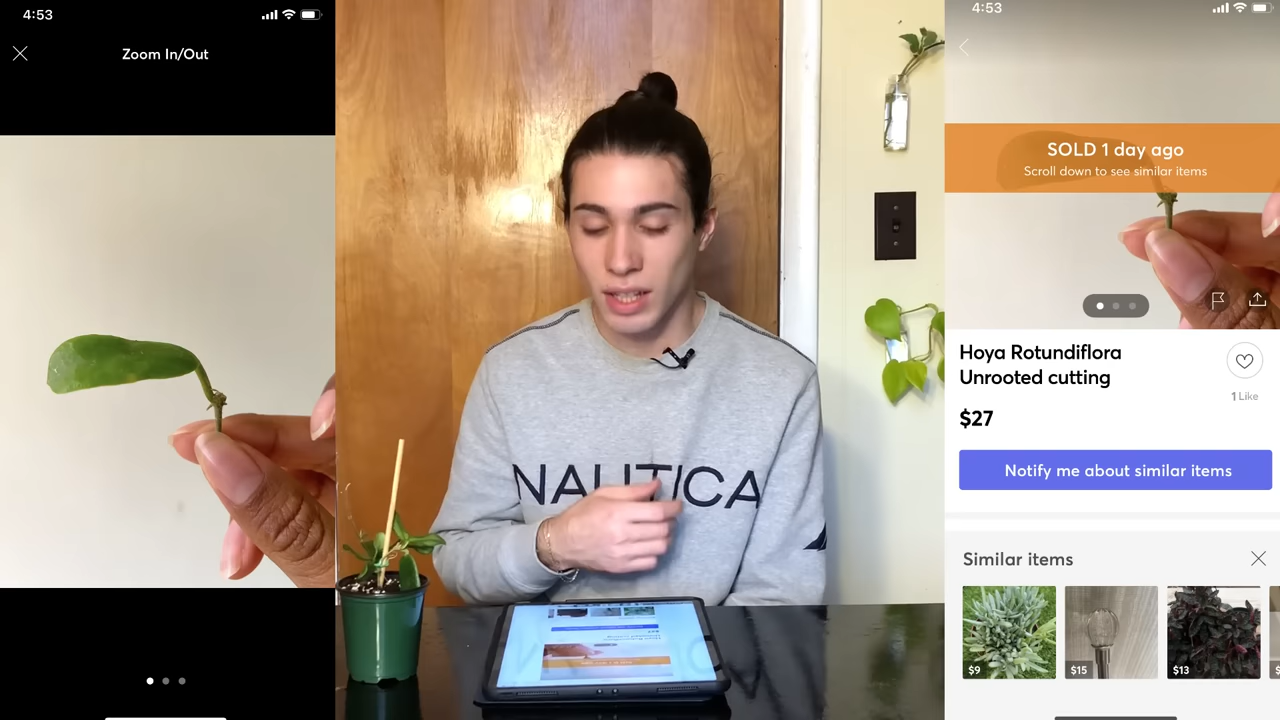 4:53
Zoom In/Out
NAUTICA
4:53
SOLD 1 day ago
Scroll down to see similar items
Hoya Rotundiflora
Unrooted cutting
1 Like
$27
Notify me about similar items
Similar items
$9
$15
$13